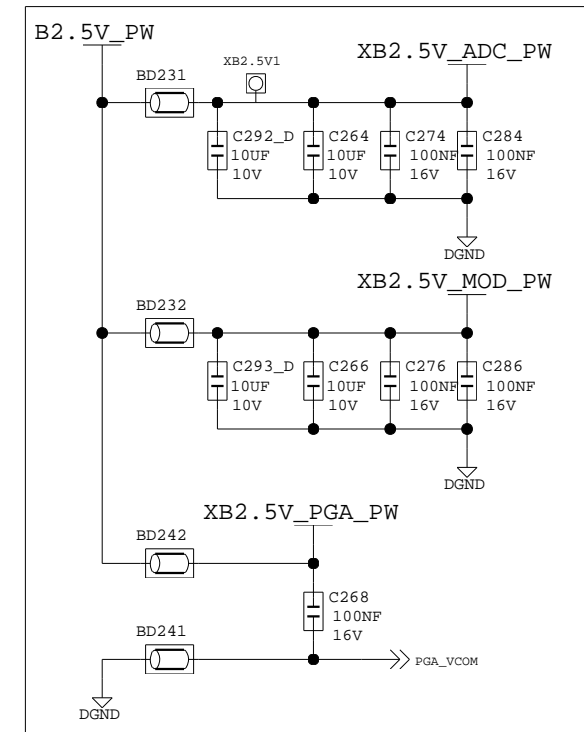 B2.5V_PW
BD231
XB2.5V1
XB2.5V_ADC_PW
C292_D
10UF
10V
C264
10UF
10V
C274
100NF
16V
C284
100NF
16V
DGND
XB2.5V_MOD_PW
BD232
C293_D
10UF
10V
C266
10UF
10V
C276
100NF
16V
C286
100NF
16V
DGND
XB2.5V_PGA_PW
BD242
C268
100NF
16V
BD241
PGA_VCOM
DGND